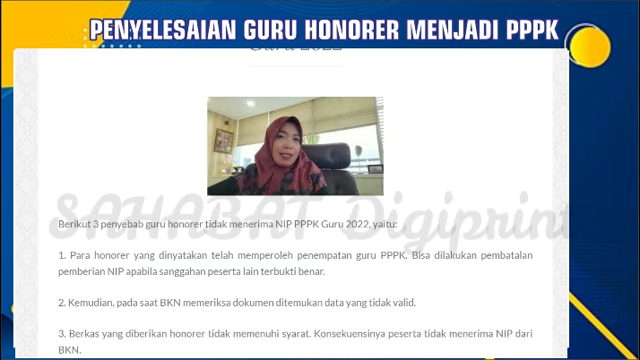 PENYELESAIAN GURU HONORER MENJADI PPPK
Guru 2022
SAHABAT Digiprint
Berikut 3 penyebab guru honorer tidak menerima NIP PPPK Guru 2022, yaitu:
1. Para honorer yang dinyatakan telah memperoleh penempatan guru PPPK. Bisa dilakukan pembatalan
pemberian NIP apabila sanggahan peserta lain terbukti benar.
2. Kemudian, pada saat BKN memeriksa dokumen ditemukan data yang tidak valid.
3. Berkas yang diberikan honorer tidak memenuhi syarat. Konsekuensinya peserta tidak menerima NIP dari
BKN.